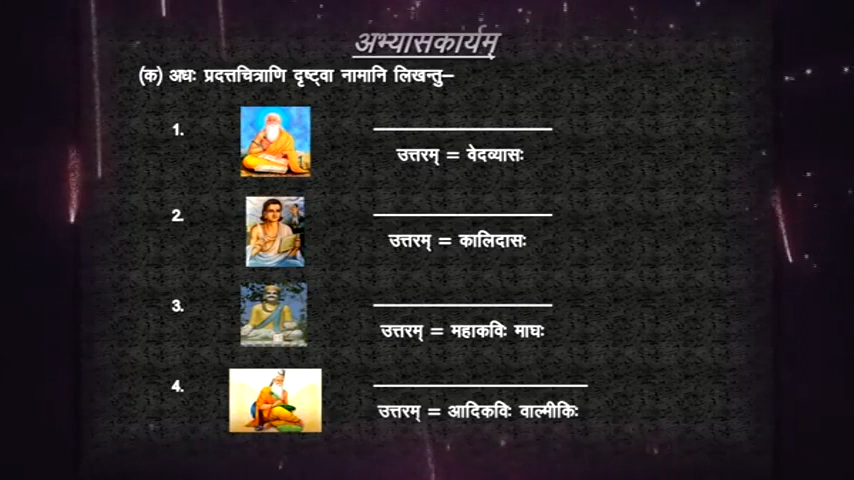 अभ्यासकार्यम्
(क) अधः प्रदत्तचित्राणि दृष्ट्वा नामानि लिखन्तु–
1.
उत्तरम् = वेदव्यासः
2.
उत्तरम् = कालिदासः
3.
उत्तरम् = महाकविः माघः
4.
उत्तरम् = आदिकविः वाल्मीकिः